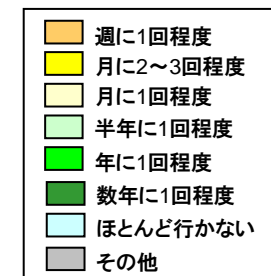 週に1回程度
月に2～3回程度
月に1回程度
半年に1回程度
年に1回程度
数年に1回程度
ほとんど行かない
その他